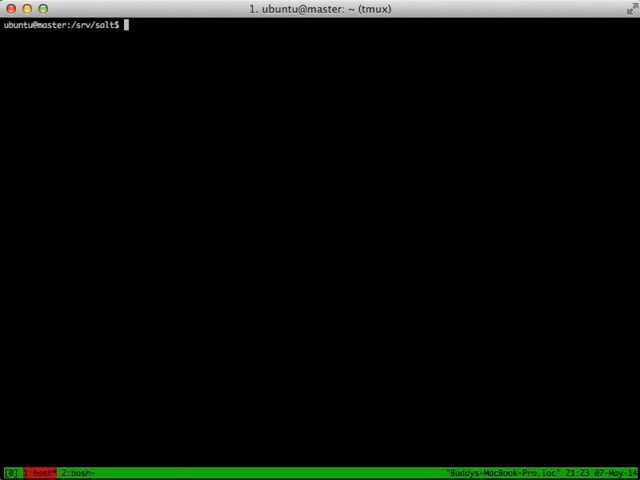 1. ubuntu@master: ~ (tmux)
ubuntu@master:/srv/salt$
[0] 1:bash* 2:bash- "Buddys-MacBook-Pro.loc" 21:23 07-May-14